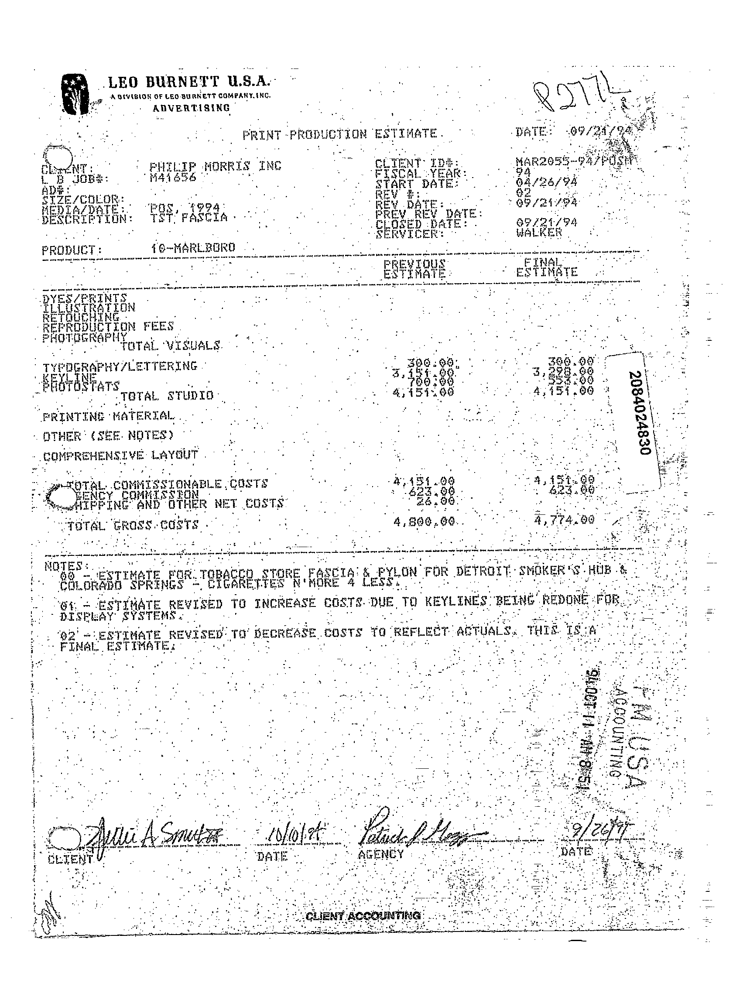 LEO BURNETT U.S.A.
A DIVISION OF LEO BURNETT COMPANY, INC.
ADVERTISING
PRINT PRODUCTION ESTIMATE DATE: 09/21/94
CLIENT: PHILIP MORRIS INC CLIENT ID#: MAR2055-94/POSM
L B JOB#: M41656 FISCAL YEAR: 94
AD#: START DATE: 04/26/94
SIZE/COLOR: REV #: 02
MEDIA/DATE: POS, 1994 REV DATE: 09/21/94
DESCRIPTION: TST FASCIA PREV REV DATE:
CLOSED DATE: 09/21/94
SERVICER: WALKER
PRODUCT: 10-MARLBORO
PREVIOUS FINAL
ESTIMATE ESTIMATE
DYES/PRINTS
ILLUSTRATION
RETOUCHING
REPRODUCTION FEES
PHOTOGRAPHY
TOTAL VISUALS
TYPOGRAPHY/LETTERING 300.00 300.00
KEYLINE 3,151.00 3,298.00
PHOTOSTATS 700.00 553.00
TOTAL STUDIO 4,151.00 4,151.00
PRINTING MATERIAL
OTHER (SEE NOTES)
COMPREHENSIVE LAYOUT
TOTAL COMMISSIONABLE COSTS 4,151.00 4,151.00
GENCY COMMISSION 623.00 623.00
HIPPING AND OTHER NET COSTS 26.00
TOTAL GROSS COSTS 4,800.00 4,774.00
NOTES:
00 - ESTIMATE FOR TOBACCO STORE FASCIA & PYLON FOR DETROIT SMOKER'S HUB &
COLORADO SPRINGS - CIGARETTES N'MORE 4 LESS.
01 - ESTIMATE REVISED TO INCREASE COSTS DUE TO KEYLINES BEING REDONE FOR
DISPLAY SYSTEMS.
02 - ESTIMATE REVISED TO DECREASE COSTS TO REFLECT ACTUALS. THIS IS A
FINAL ESTIMATE.
2084024830
PM USA
ACCOUNTING
94 OCT 11 AM 8:51
10/10/94 9/26/94
CLIENT DATE AGENCY DATE
CLIENT ACCOUNTING